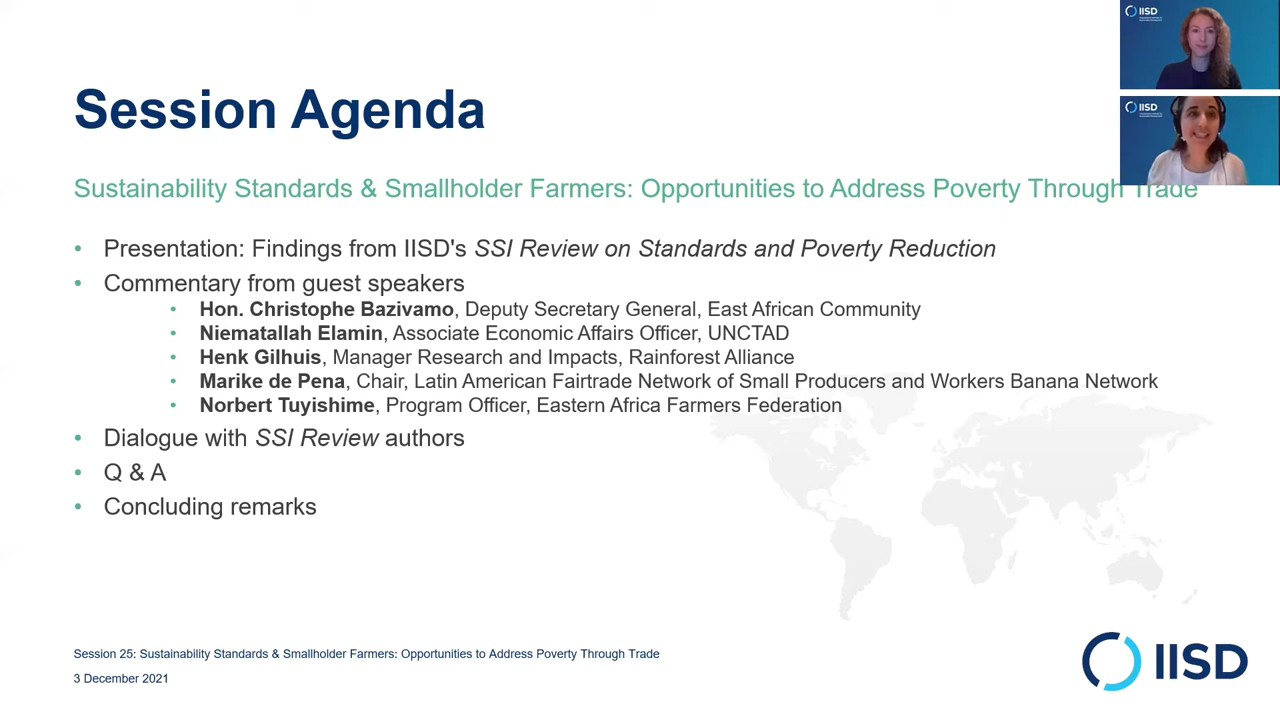 IISD
IISD
Session Agenda
Sustainability Standards & Smallholder Farmers: Opportunities to Address Poverty Through Trade
• Presentation: Findings from IISD's SSI Review on Standards and Poverty Reduction
• Commentary from guest speakers
• Hon. Christophe Bazivamo, Deputy Secretary General, East African Community
• Niematallah Elamin, Associate Economic Affairs Officer, UNCTAD
• Henk Gilhuis, Manager Research and Impacts, Rainforest Alliance
• Marike de Pena, Chair, Latin American Fairtrade Network of Small Producers and Workers Banana Network
• Norbert Tuyishime, Program Officer, Eastern Africa Farmers Federation
• Dialogue with SSI Review authors
• Q & A
• Concluding remarks
Session 25: Sustainability Standards & Smallholder Farmers: Opportunities to Address Poverty Through Trade
3 December 2021
IISD